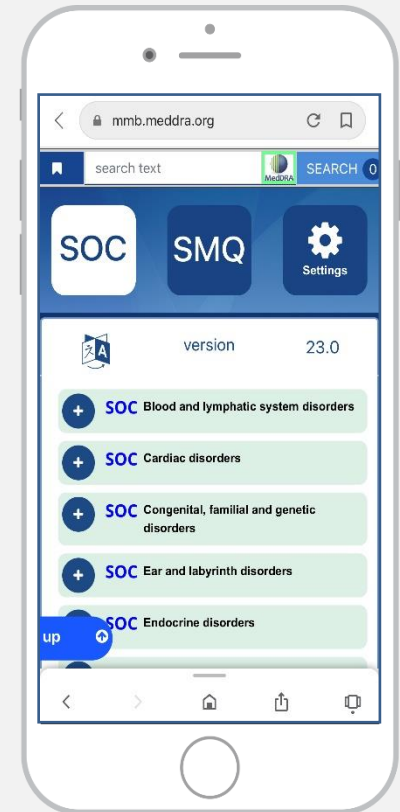 mmb.meddra.org
search text MedDRA SEARCH 0
SOC SMQ Settings
A version 23.0
+ SOC Blood and lymphatic system disorders
+ SOC Cardiac disorders
+ SOC Congenital, familial and genetic
disorders
+ SOC Ear and labyrinth disorders
SOC Endocrine disorders
up